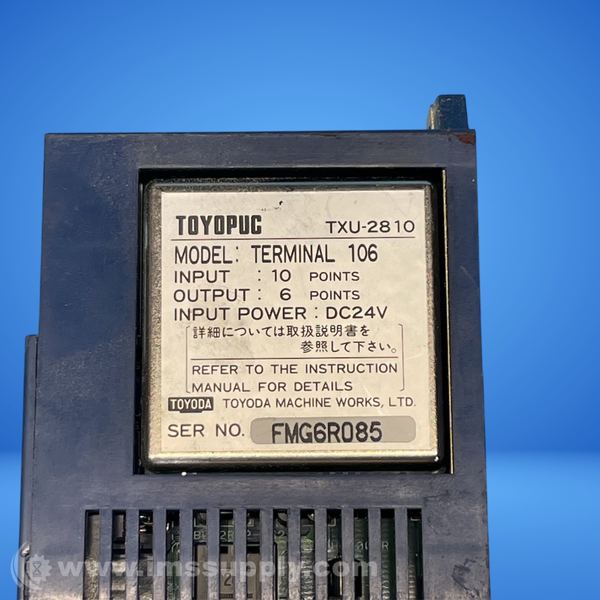 TOYOPUC TXU-2810
MODEL: TERMINAL 106
INPUT : 10 POINTS
OUTPUT : 6 POINTS
INPUT POWER : DC24V
詳細については取扱説明書を
参照して下さい。
REFER TO THE INSTRUCTION
MANUAL FOR DETAILS
TOYODA TOYODA MACHINE WORKS, LTD.
SER NO. FMG6R085
www.imssupply.com